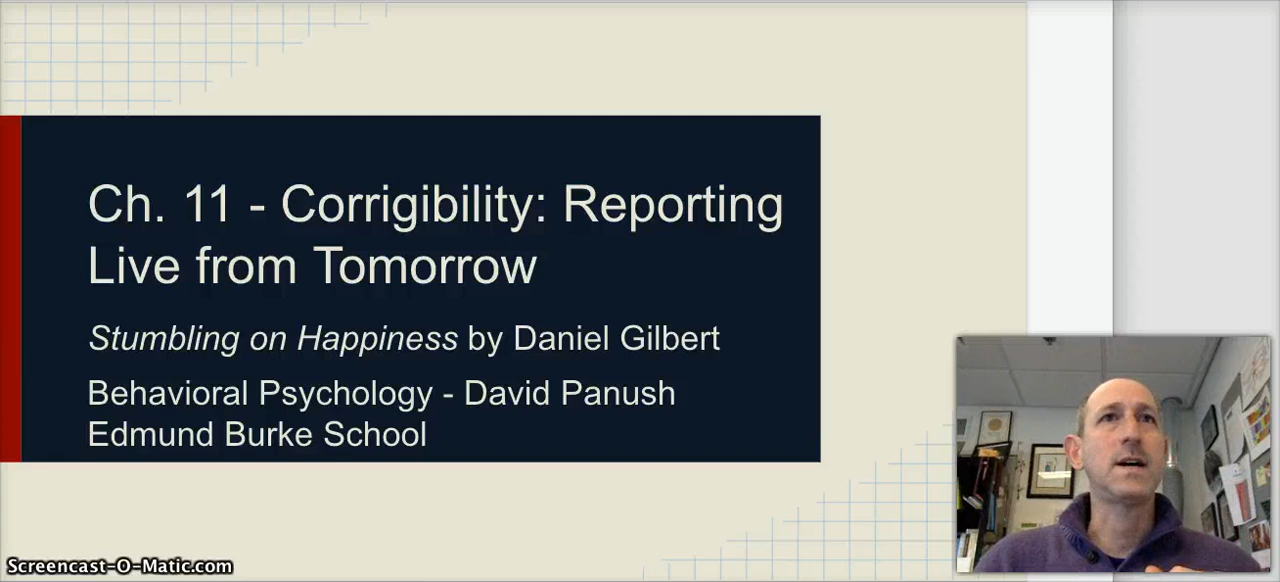 Ch. 11 - Corrigibility: Reporting
Live from Tomorrow
Stumbling on Happiness by Daniel Gilbert
Behavioral Psychology - David Panush
Edmund Burke School
Screencast-O-Matic.com